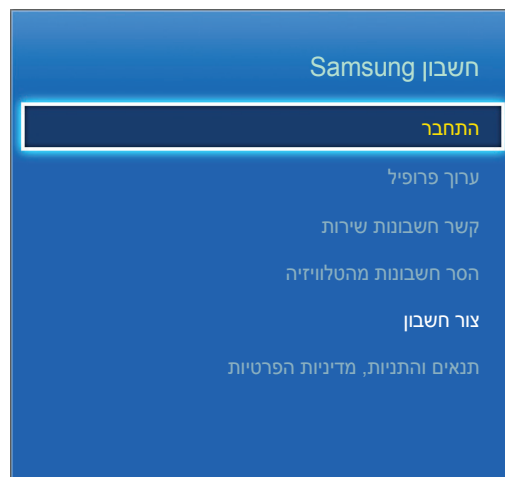 חשבון Samsung
התחבר
ערוך פרופיל
קשר חשבונות שירות
הסר חשבונות מהטלוויזיה
צור חשבון
תנאים והתניות, מדיניות הפרטיות